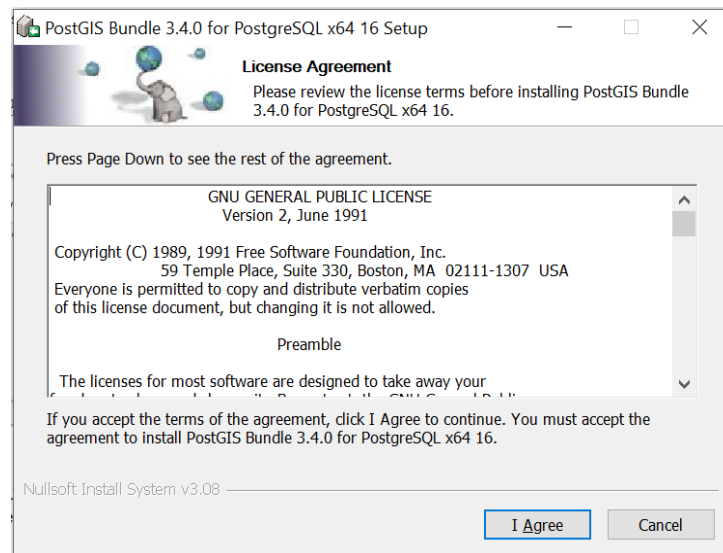 PostGIS Bundle 3.4.0 for PostgreSQL x64 16 Setup
License Agreement
Please review the license terms before installing PostGIS Bundle
3.4.0 for PostgreSQL x64 16.
Press Page Down to see the rest of the agreement.
GNU GENERAL PUBLIC LICENSE
Version 2, June 1991
Copyright (C) 1989, 1991 Free Software Foundation, Inc.
59 Temple Place, Suite 330, Boston, MA 02111-1307 USA
Everyone is permitted to copy and distribute verbatim copies
of this license document, but changing it is not allowed.
Preamble
The licenses for most software are designed to take away your
If you accept the terms of the agreement, click I Agree to continue. You must accept the
agreement to install PostGIS Bundle 3.4.0 for PostgreSQL x64 16.
Nullsoft Install System v3.08
I Agree
Cancel